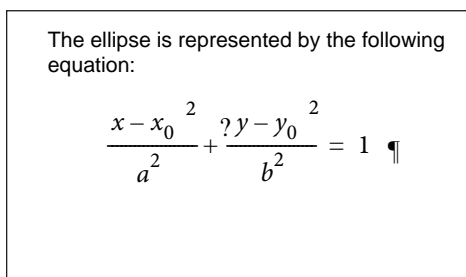 The ellipse is represented by the following
equation:
x – x₀ ² / a² + ? y – y₀ ² / b² = 1 ¶